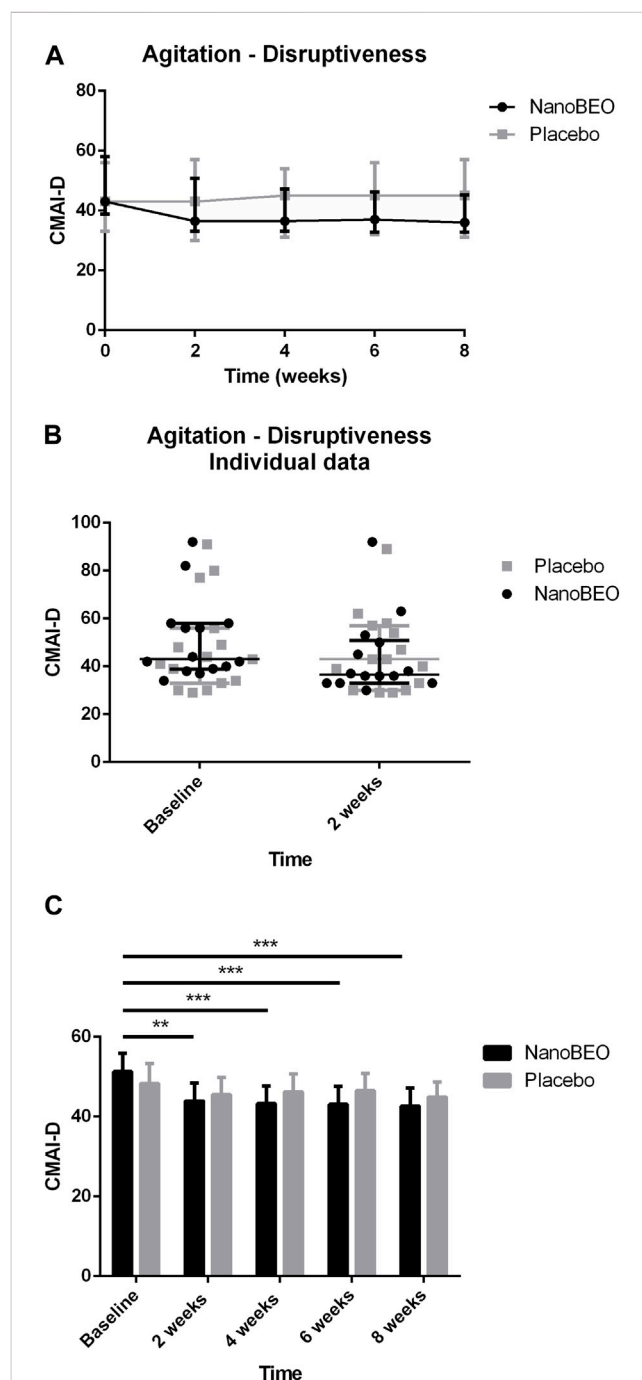 A
Agitation - Disruptiveness
80
60
40
20
0
CMAI-D
0 2 4 6 8
Time (weeks)
NanoBEO
Placebo
B
Agitation - Disruptiveness
Individual data
100
80
60
40
20
0
CMAI-D
Baseline
2 weeks
Time
Placebo
NanoBEO
C
***
***
***
**
60
40
20
0
CMAI-D
Baseline
2 weeks
4 weeks
6 weeks
8 weeks
Time
NanoBEO
Placebo